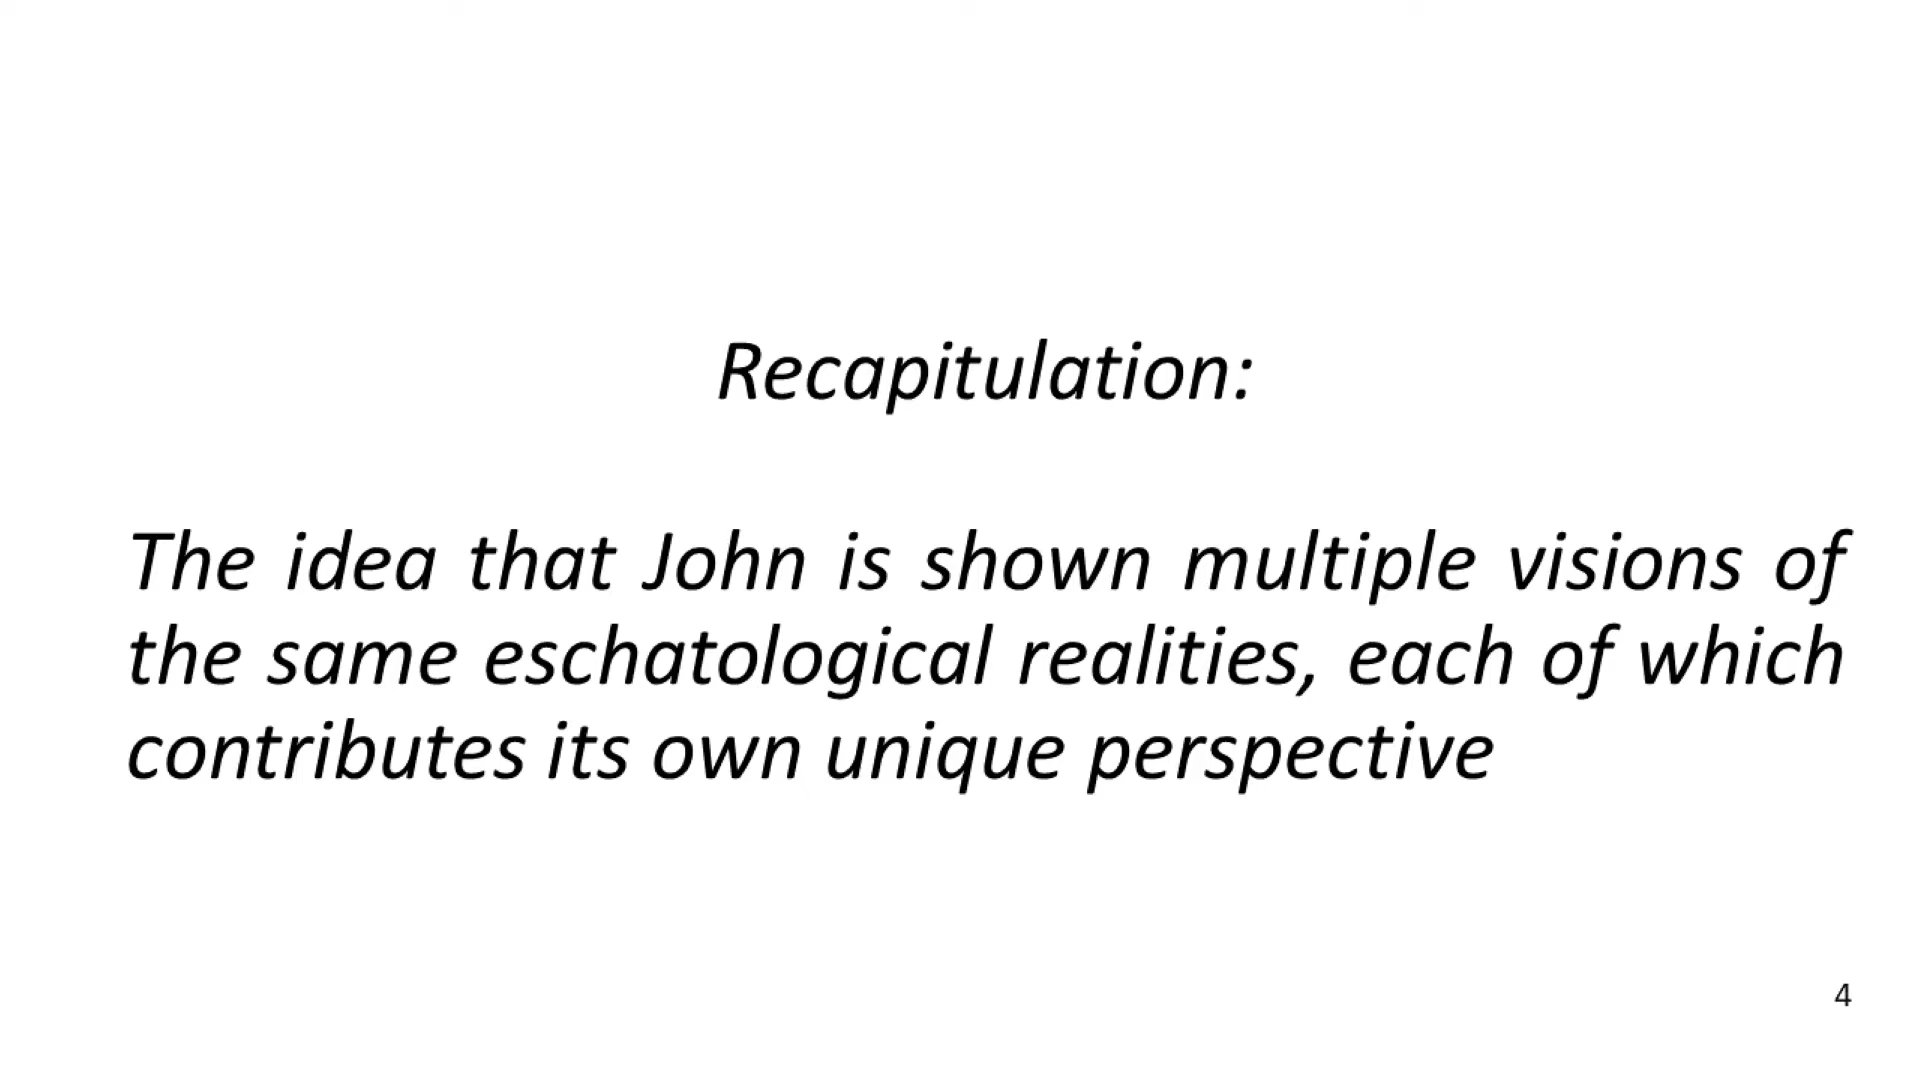 Recapitulation:
The idea that John is shown multiple visions of
the same eschatological realities, each of which
contributes its own unique perspective
4